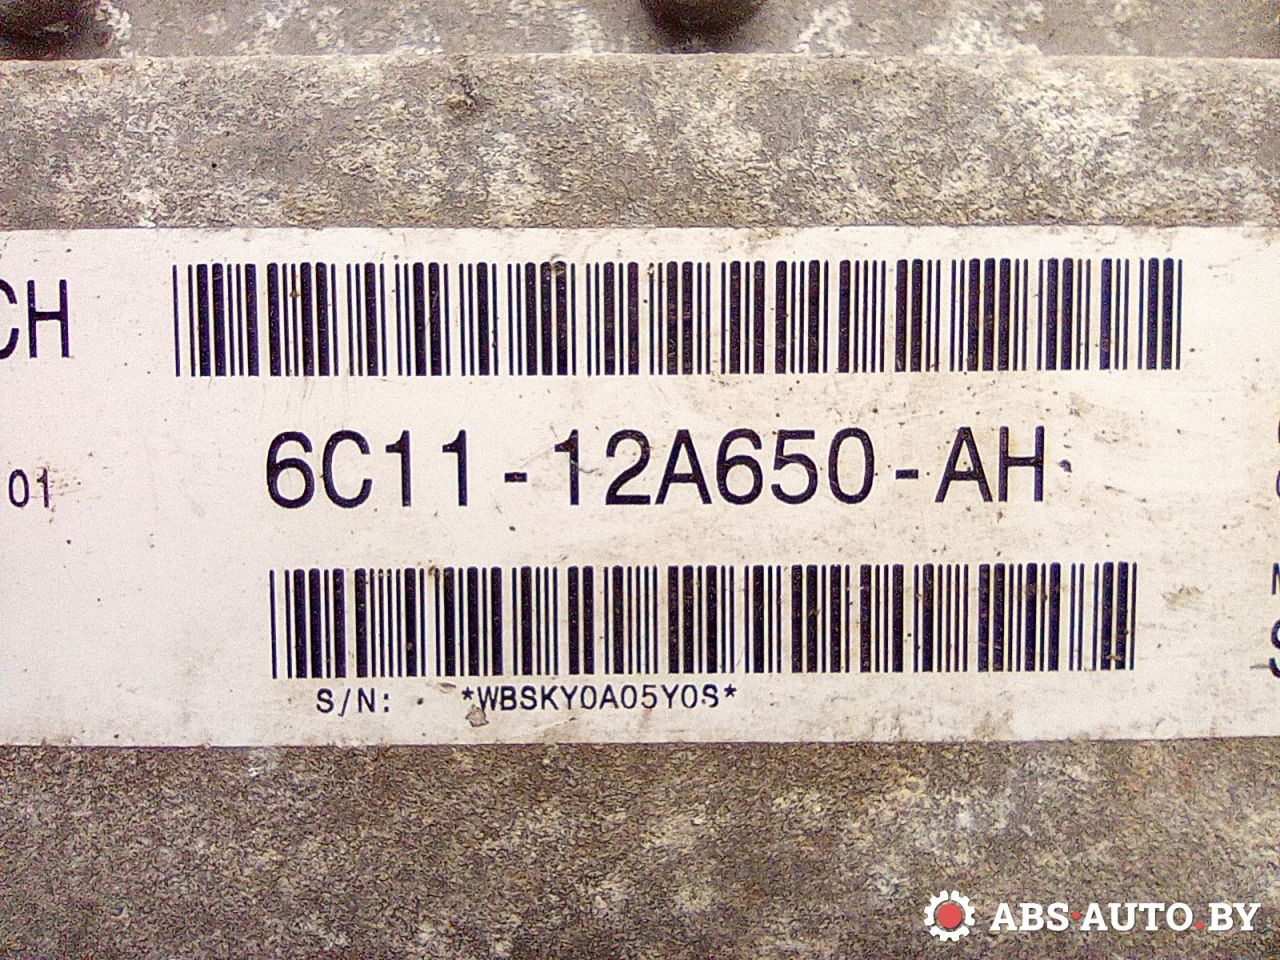 CH
6C11-12A650-AH
01
S/N: *WBSKY0A05Y0S*
ABS·AUTO.BY